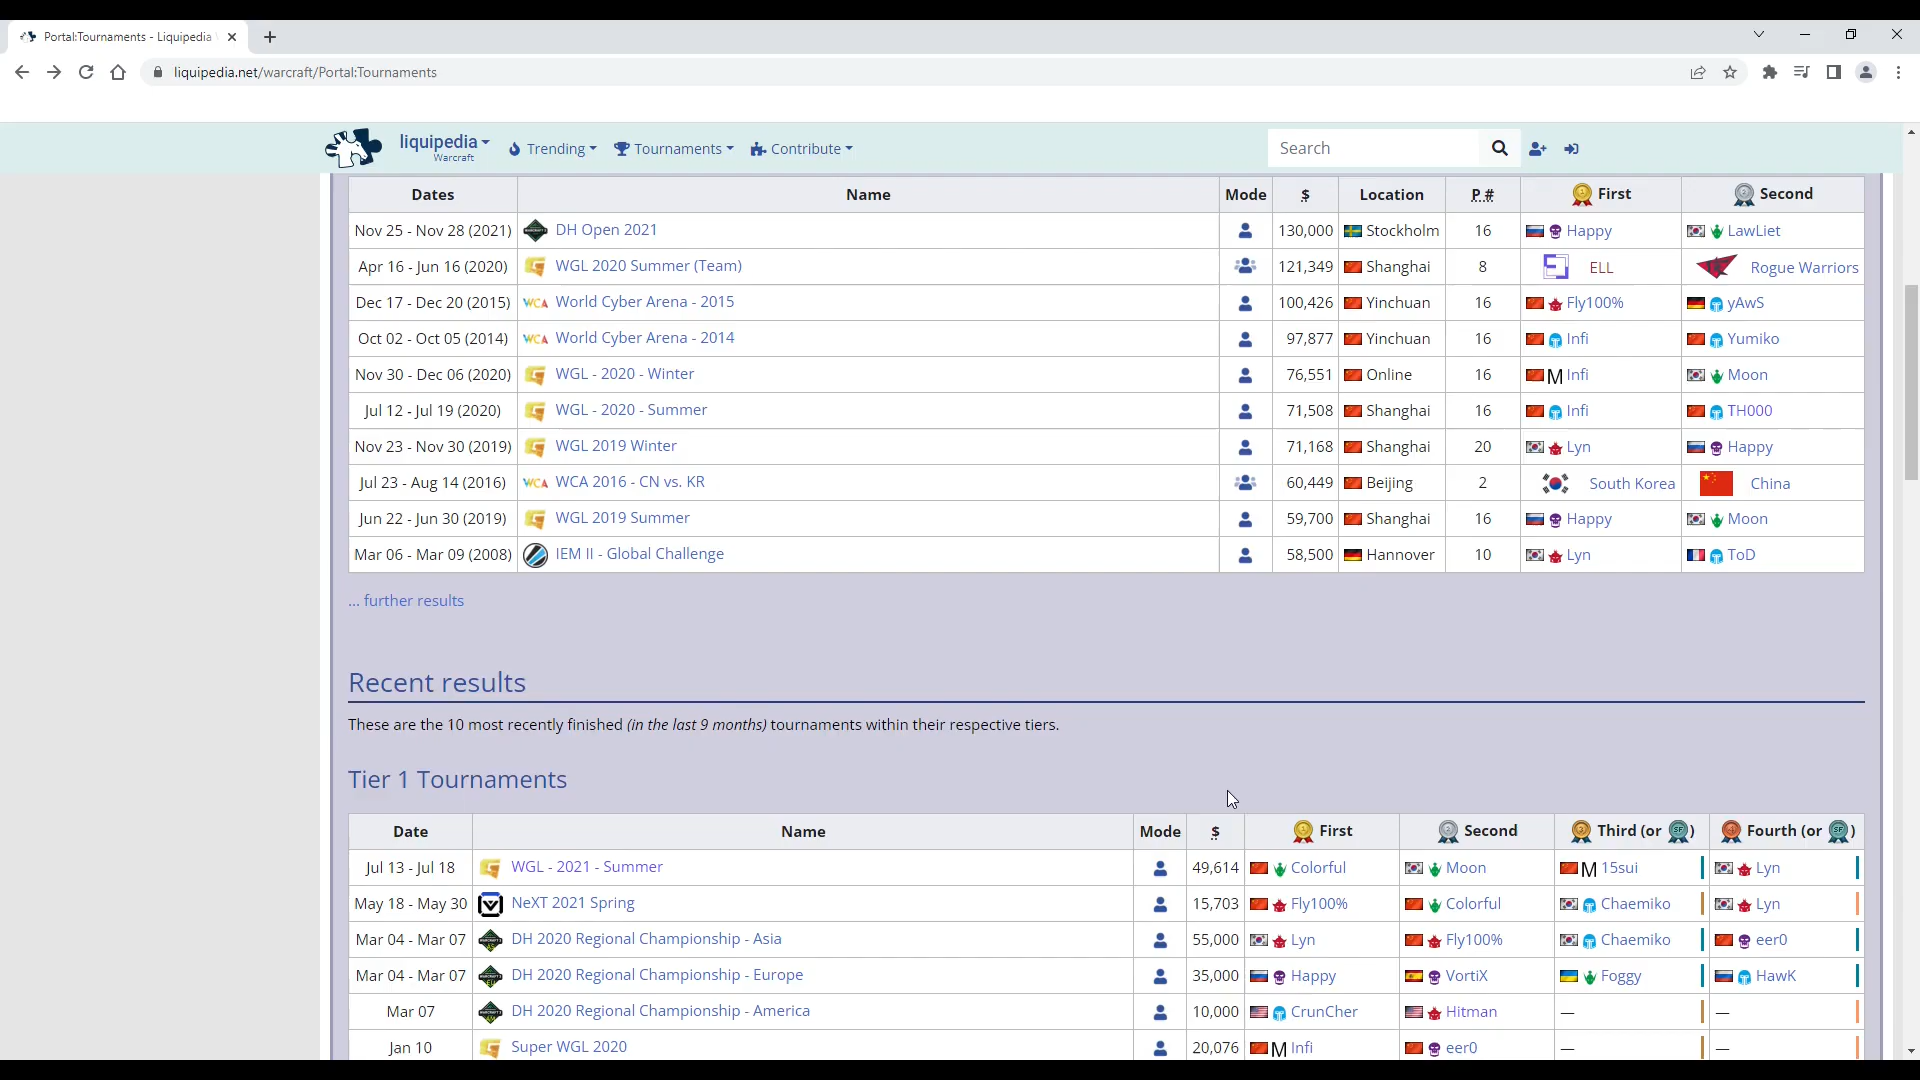 Portal:Tournaments - Liquipedia
liquipedia.net/warcraft/Portal:Tournaments
liquipedia Warcraft Trending Tournaments Contribute Search
Dates Name Mode $ Location P # First Second
Nov 25 - Nov 28 (2021) DH Open 2021 130,000 Stockholm 16 Happy LawLiet
Apr 16 - Jun 16 (2020) WGL 2020 Summer (Team) 121,349 Shanghai 8 ELL Rogue Warriors
Dec 17 - Dec 20 (2015) WCA World Cyber Arena - 2015 100,426 Yinchuan 16 Fly100% yAwS
Oct 02 - Oct 05 (2014) WCA World Cyber Arena - 2014 97,877 Yinchuan 16 Infi Yumiko
Nov 30 - Dec 06 (2020) WGL - 2020 - Winter 76,551 Online 16 M Infi Moon
Jul 12 - Jul 19 (2020) WGL - 2020 - Summer 71,508 Shanghai 16 Infi TH000
Nov 23 - Nov 30 (2019) WGL 2019 Winter 71,168 Shanghai 20 Lyn Happy
Jul 23 - Aug 14 (2016) WCA WCA 2016 - CN vs. KR 60,449 Beijing 2 South Korea China
Jun 22 - Jun 30 (2019) WGL 2019 Summer 59,700 Shanghai 16 Happy Moon
Mar 06 - Mar 09 (2008) IEM II - Global Challenge 58,500 Hannover 10 Lyn ToD
... further results
Recent results
These are the 10 most recently finished (in the last 9 months) tournaments within their respective tiers.
Tier 1 Tournaments
Date Name Mode $ First Second Third (or SF) Fourth (or SF)
Jul 13 - Jul 18 WGL - 2021 - Summer 49,614 Colorful Moon M 15sui Lyn
May 18 - May 30 NeXT 2021 Spring 15,703 Fly100% Colorful Chaemiko Lyn
Mar 04 - Mar 07 DH 2020 Regional Championship - Asia 55,000 Lyn Fly100% Chaemiko eer0
Mar 04 - Mar 07 DH 2020 Regional Championship - Europe 35,000 Happy VortiX Foggy HawK
Mar 07 DH 2020 Regional Championship - America 10,000 CrunCher Hitman — —
Jan 10 Super WGL 2020 20,076 M Infi eer0 — —